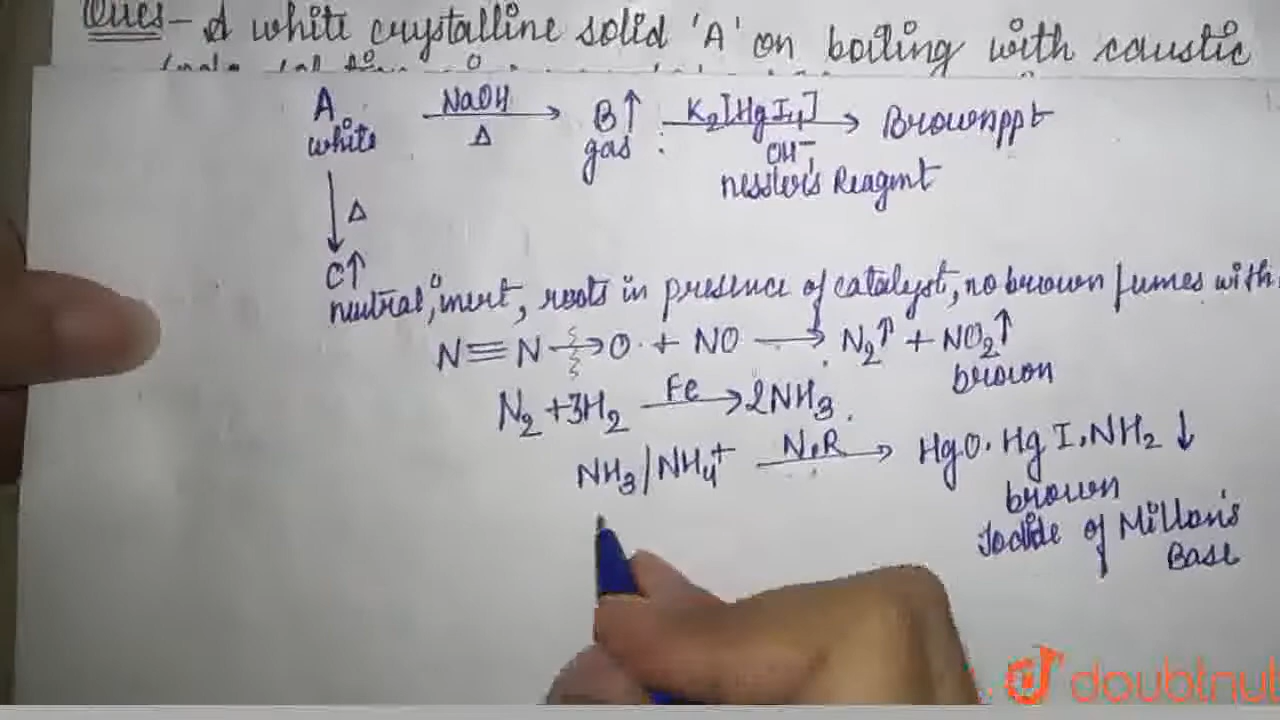 Ques - A white crystalline solid 'A' on boiling with caustic
A NaOH B↑ K2[HgI4] Brown ppt
white Δ gas OH-
Nessler's Reagent
Δ
C↑
neutral, inert, reacts in presence of catalyst, no brown fumes with
N≡N → O + NO → N2↑ + NO2↑
brown
N2 + 3H2 Fe → 2NH3.
NH3/NH4+ N.R → HgO.HgI.NH2↓
brown
Iodide of Millon's
Base
doubtnut